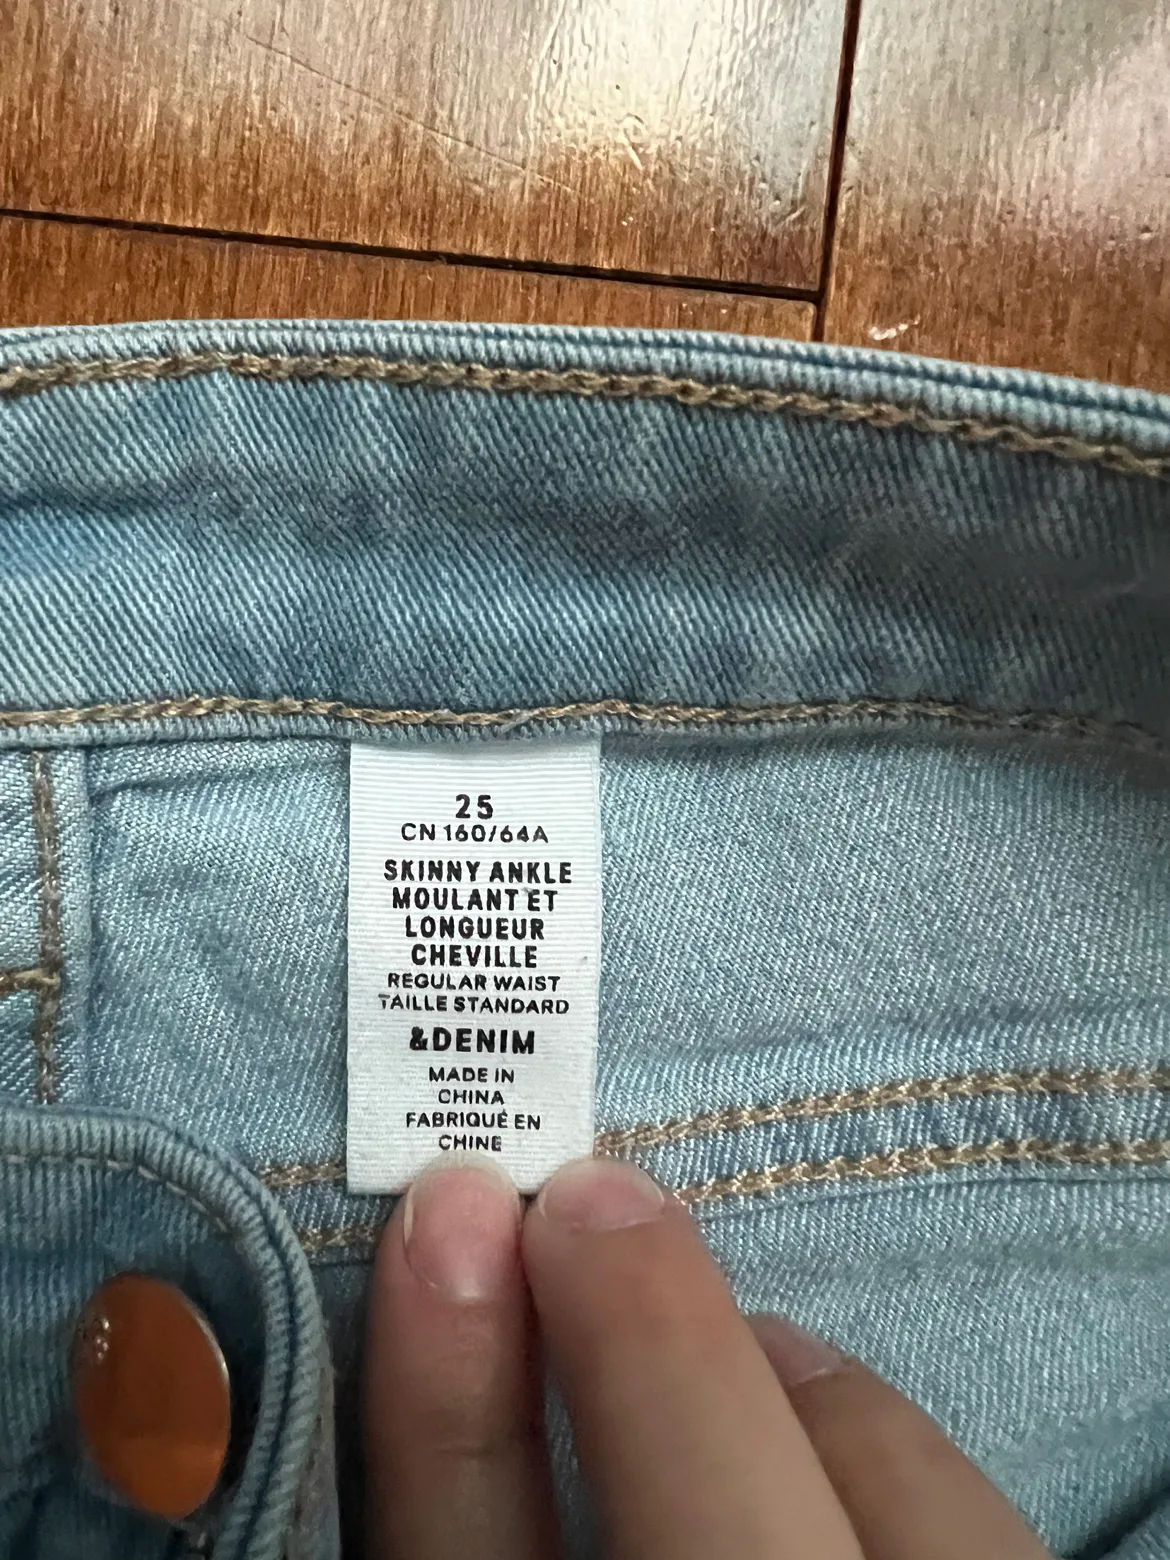 25
CN 160/64A
SKINNY ANKLE
MOULANT ET
LONGUEUR
CHEVILLE
REGULAR WAIST
TAILLE STANDARD
&DENIM
MADE IN
CHINA
FABRIQUÉ EN
CHINE